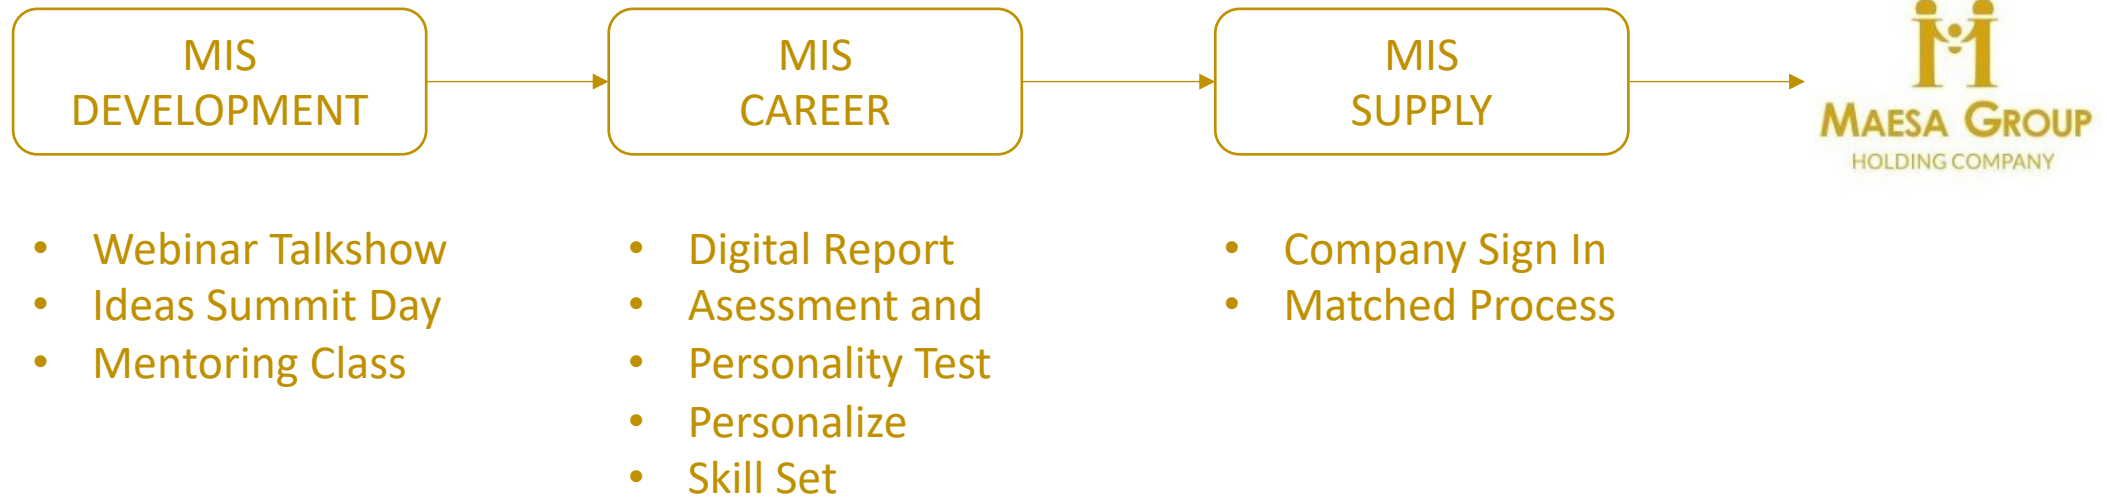 MIS
DEVELOPMENT
MIS
CAREER
MIS
SUPPLY
MAESA GROUP
HOLDING COMPANY
• Webinar Talkshow
• Ideas Summit Day
• Mentoring Class
• Digital Report
• Asessment and
• Personality Test
• Personalize
• Skill Set
• Company Sign In
• Matched Process